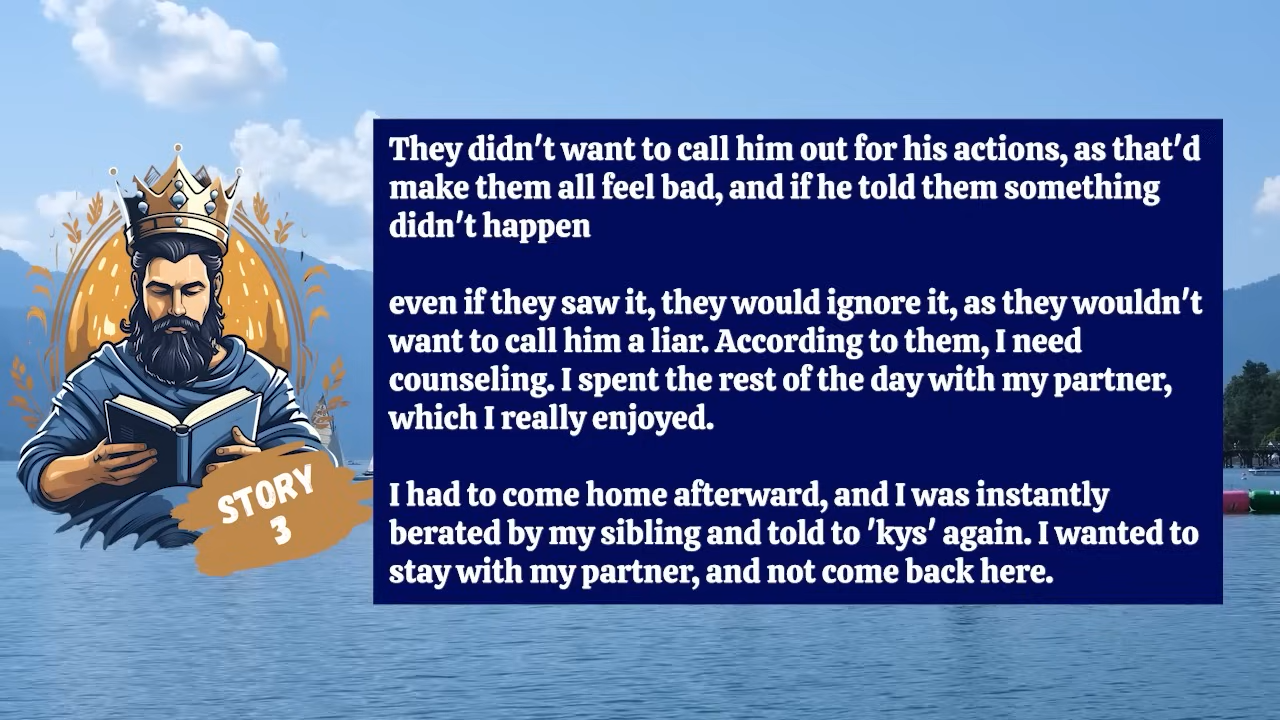 They didn't want to call him out for his actions, as that'd
make them all feel bad, and if he told them something
didn't happen
even if they saw it, they would ignore it, as they wouldn't
want to call him a liar. According to them, I need
counseling. I spent the rest of the day with my partner,
which I really enjoyed.
I had to come home afterward, and I was instantly
berated by my sibling and told to 'kys' again. I wanted to
stay with my partner, and not come back here.
STORY
3